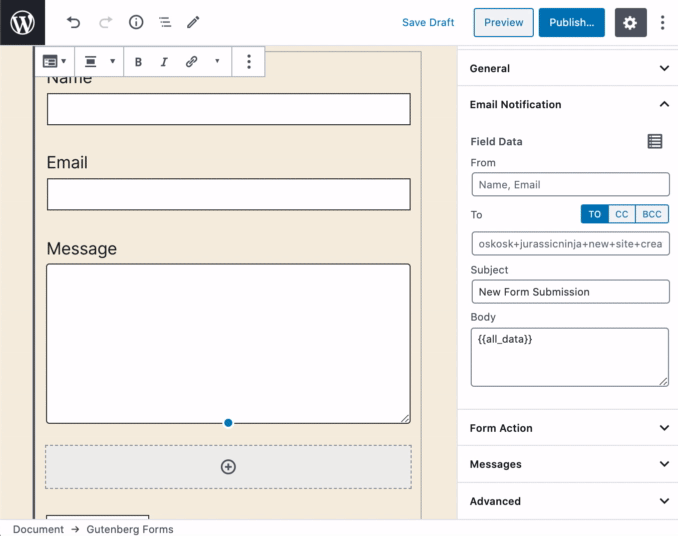 Save Draft Preview Publish...
B I
Name
Email
Message
General
Email Notification
Field Data
From
Name, Email
To TO CC BCC
oskosk+jurassicninja+new+site+crea
Subject
New Form Submission
Body
{{all_data}}
Form Action
Messages
Advanced
Document → Gutenberg Forms